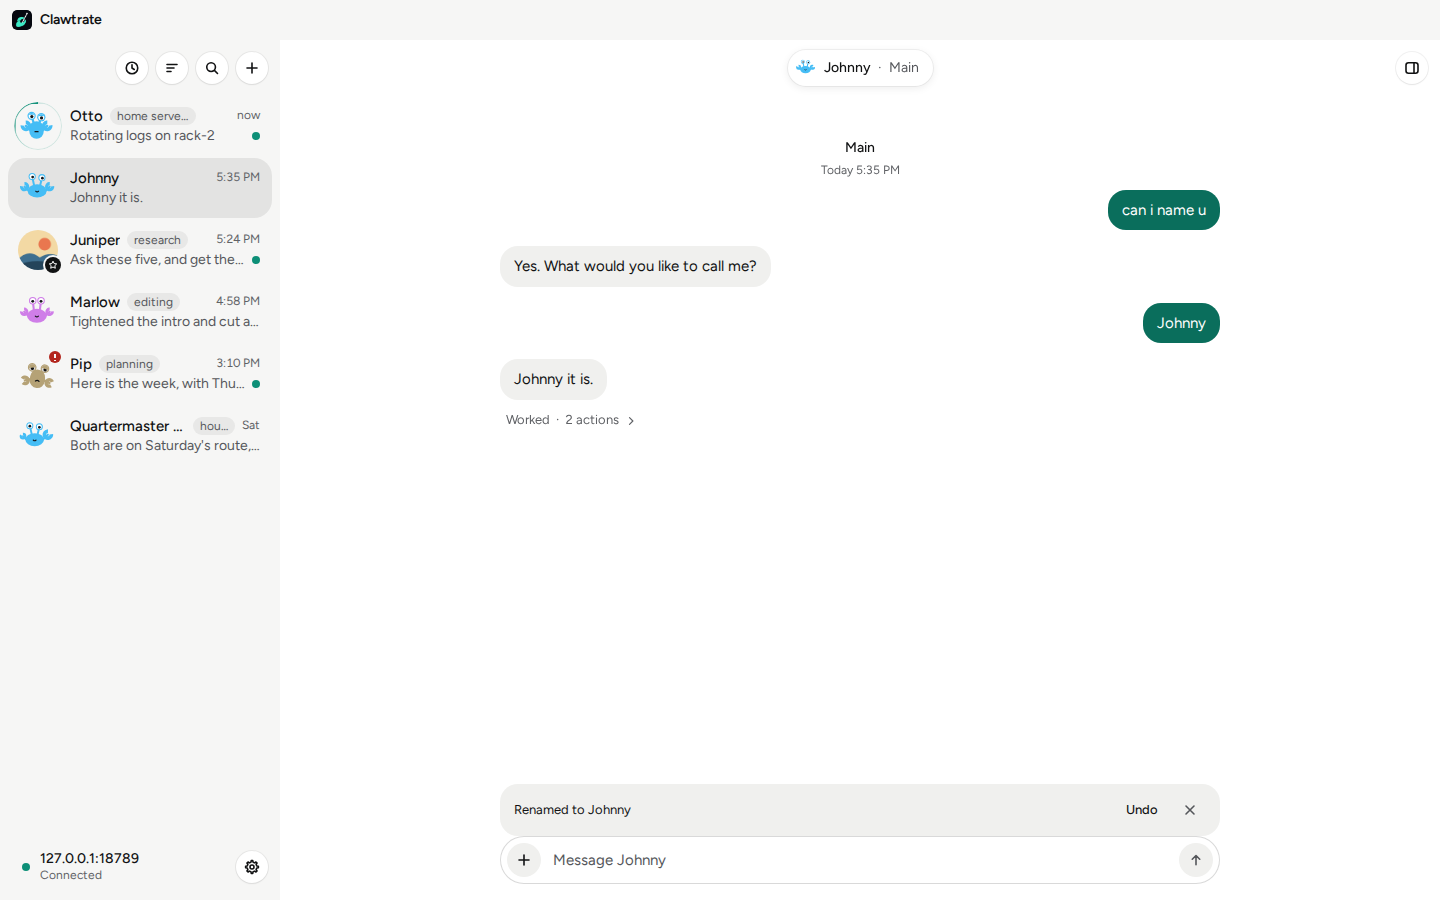 Clawtrate
Otto home serve... now
Rotating logs on rack-2
Johnny 5:35 PM
Johnny it is.
Juniper research 5:24 PM
Ask these five, and get the...
Marlow editing 4:58 PM
Tightened the intro and cut a...
Pip planning 3:10 PM
Here is the week, with Thu...
Quartermaster ... hou... Sat
Both are on Saturday's route,...
127.0.0.1:18789
Connected
Johnny · Main
Main
Today 5:35 PM
can i name u
Yes. What would you like to call me?
Johnny
Johnny it is.
Worked · 2 actions
Renamed to Johnny Undo
Message Johnny